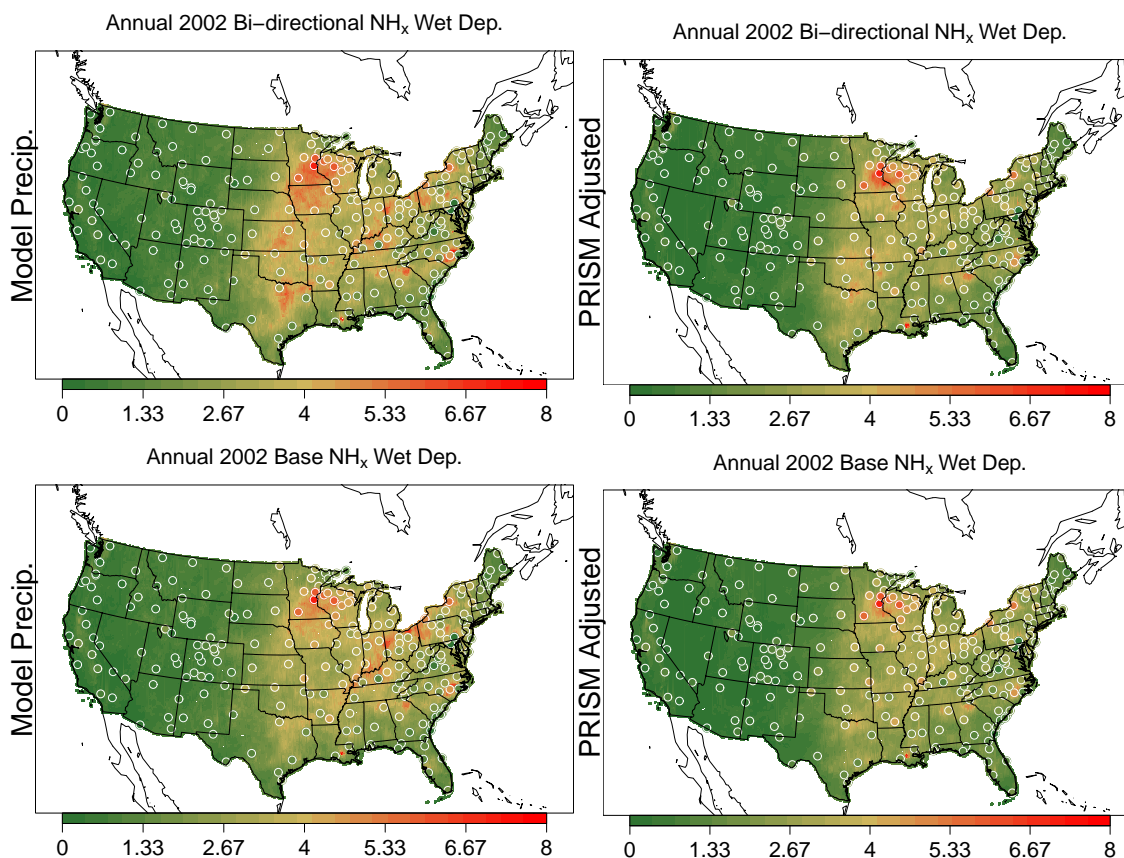 Annual 2002 Bi−directional NHx Wet Dep.
Model Precip.
0 1.33 2.67 4 5.33 6.67 8
Annual 2002 Bi−directional NHx Wet Dep.
PRISM Adjusted
0 1.33 2.67 4 5.33 6.67 8
Annual 2002 Base NHx Wet Dep.
Model Precip.
0 1.33 2.67 4 5.33 6.67 8
Annual 2002 Base NHx Wet Dep.
PRISM Adjusted
0 1.33 2.67 4 5.33 6.67 8